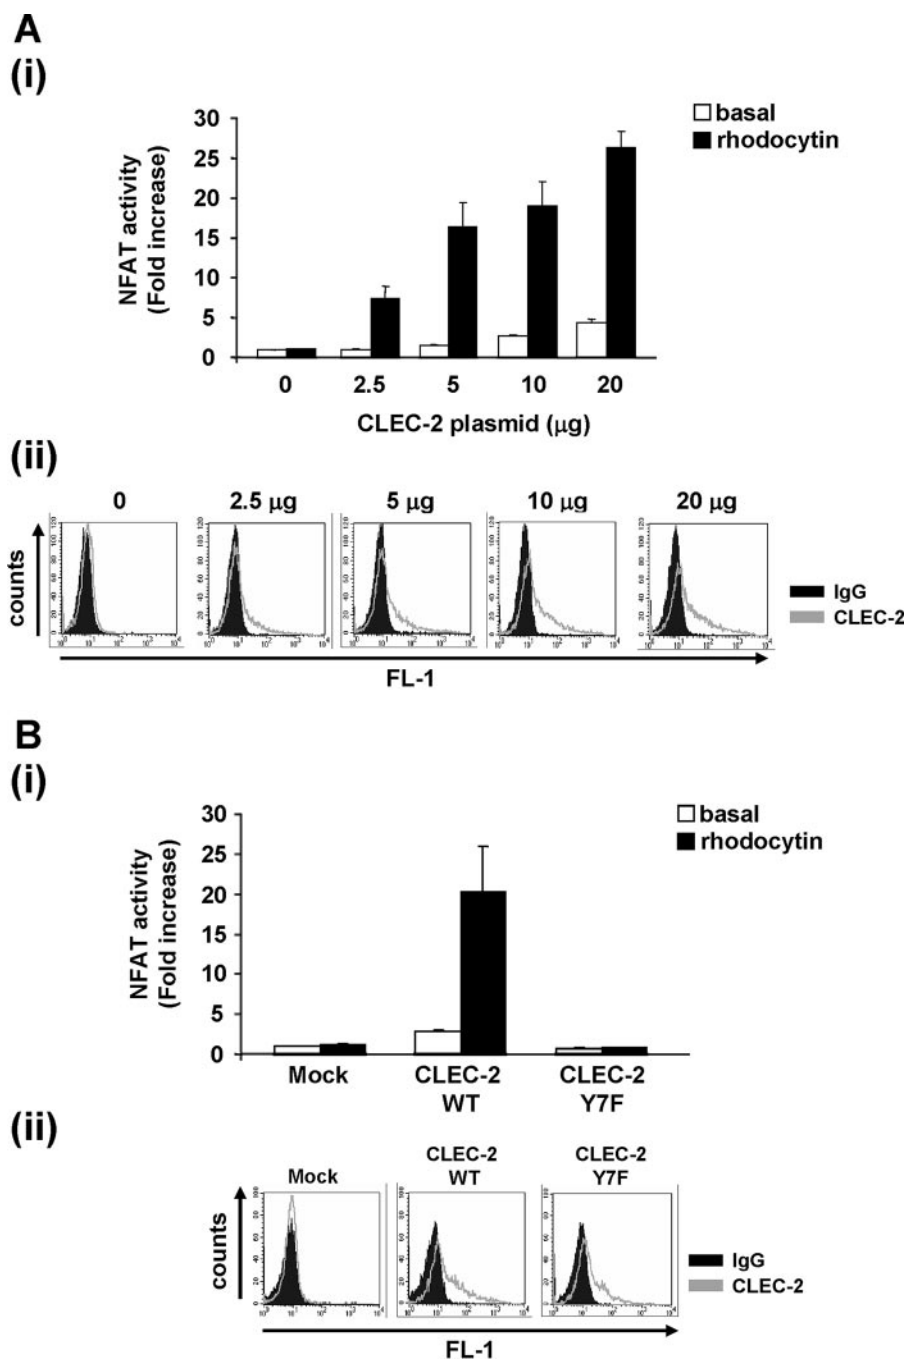 A
(i)
30
25
20
15
10
5
0
NFAT activity
(Fold increase)
basal
rhodocytin
0 2.5 5 10 20
CLEC-2 plasmid (μg)
(ii)
0 2.5 μg 5 μg 10 μg 20 μg
counts
IgG
CLEC-2
FL-1
B
(i)
30
25
20
15
10
5
0
NFAT activity
(Fold increase)
basal
rhodocytin
Mock CLEC-2 CLEC-2
WT Y7F
(ii)
Mock CLEC-2 CLEC-2
WT Y7F
counts
IgG
CLEC-2
FL-1